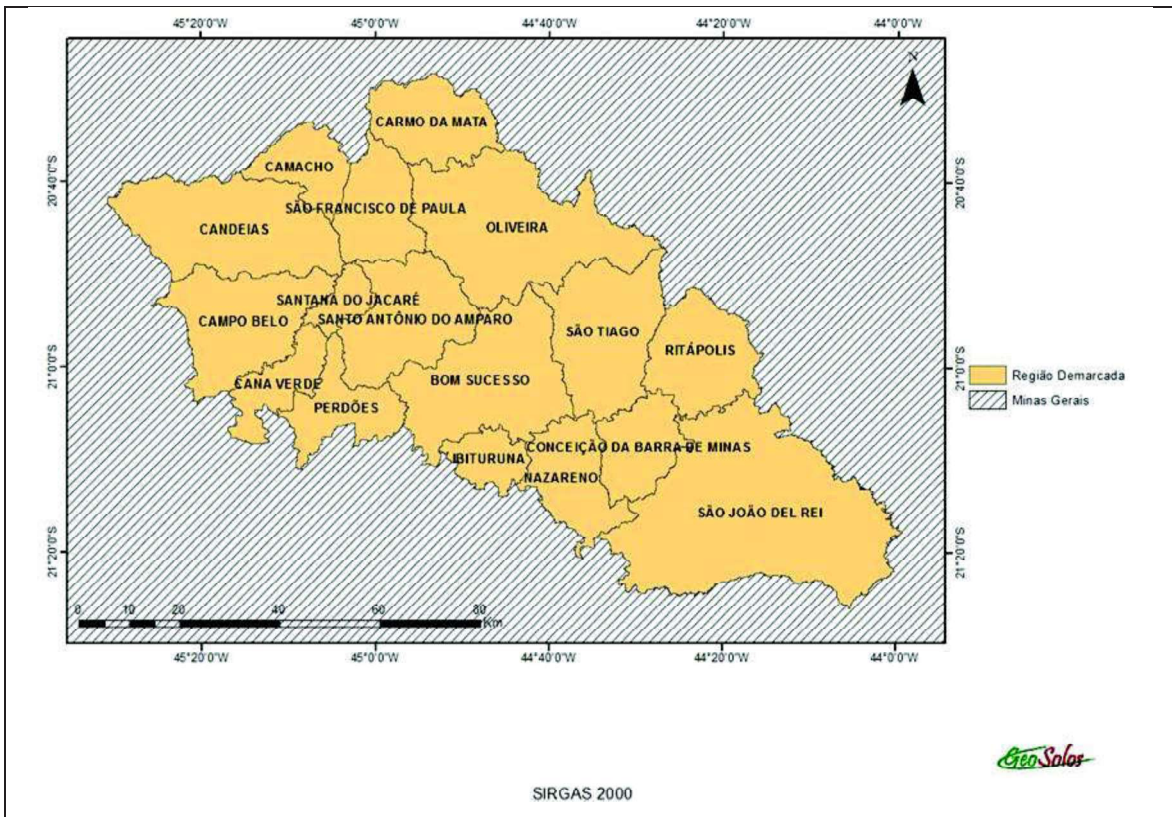 45°20'0"W 45°0'0"W 44°40'0"W 44°20'0"W 44°0'0"W
N
CARMO DA MATA
CAMACHO
20°40'0"S 20°40'0"S
SÃO FRANCISCO DE PAULA
CANDEIAS
OLIVEIRA
SANTANA DO JACARÉ
CAMPO BELO
SANTO ANTÔNIO DO AMPARO
SÃO TIAGO
RITÁPOLIS
21°0'0"S 21°0'0"S
Região Demarcada
CANA VERDE
BOM SUCESSO
Minas Gerais
PERDÕES
CONCEIÇÃO DA BARRA DE MINAS
IBITURUNA
NAZARENO
SÃO JOÃO DEL REI
21°20'0"S 21°20'0"S
0 10 20 40 60 80
Km
45°20'0"W 45°0'0"W 44°40'0"W 44°20'0"W 44°0'0"W
GeoSolos
SIRGAS 2000